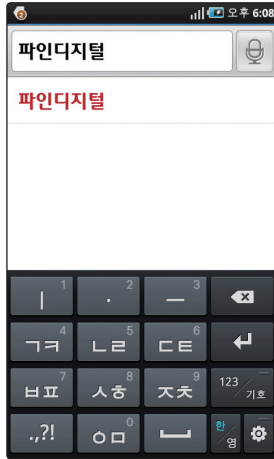 오후 6:08
파인디지털
파인디지털
ㅣ 1 · 2 ㅡ 3
ㄱㅋ 4 ㄴㄹ 5 ㄷㅌ 6
ㅂㅍ 7 ㅅㅎ 8 ㅈㅊ 9 123/기호
.,?! ㅇㅁ 0 한/영